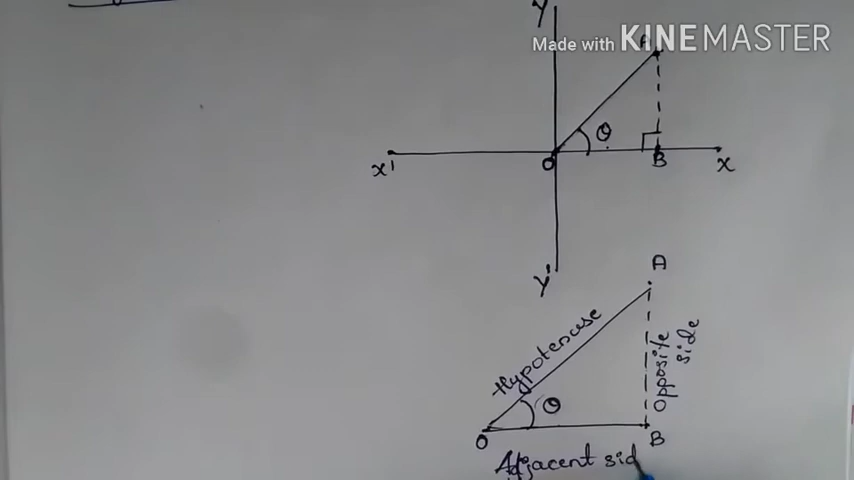 Y
Made with KINEMASTER
A
θ
X'
O
B
X
Y'
A
Hypotenuse
Opposite
side
θ
O
B
Adjacent sid